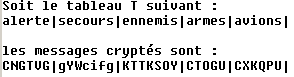 Soit le tableau T suivant :
alerte|secours|ennemis|armes|avions|
les messages cryptés sont :
CNGTVG|gYWcifg|KTTKSOY|CTOGU|CXKQPU|